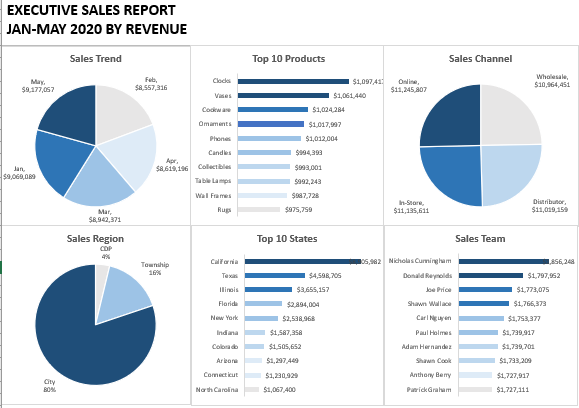 EXECUTIVE SALES REPORT
JAN-MAY 2020 BY REVENUE
Sales Trend
May,
$9,177,057
Feb,
$8,557,316
Jan,
$9,069,089
Apr,
$8,619,196
Mar,
$8,942,371
Top 10 Products
Clocks $1,097,41
Vases $1,061,440
Cookware $1,024,284
Ornaments $1,017,997
Phones $1,012,004
Candles $994,393
Collectibles $993,001
Table Lamps $992,243
Wall Frames $987,728
Rugs $975,759
Sales Channel
Online,
$11,245,807
Wholesale,
$10,964,451
In-Store,
$11,135,611
Distributor,
$11,019,159
Sales Region
CDP
4%
Township
16%
City
80%
Top 10 States
California 05,982
Texas $4,598,705
Illinois $3,655,157
Florida $2,894,004
New York $2,538,968
Indiana $1,587,358
Colorado $1,505,652
Arizona $1,297,449
Connecticut $1,230,929
North Carolina $1,067,400
Sales Team
Nicholas Cunningham $1,856,248
Donald Reynolds $1,797,952
Joe Price $1,773,075
Shawn Wallace $1,766,373
Carl Nguyen $1,753,377
Paul Holmes $1,739,917
Adam Hernandez $1,739,701
Shawn Cook $1,733,209
Anthony Berry $1,727,917
Patrick Graham $1,727,111